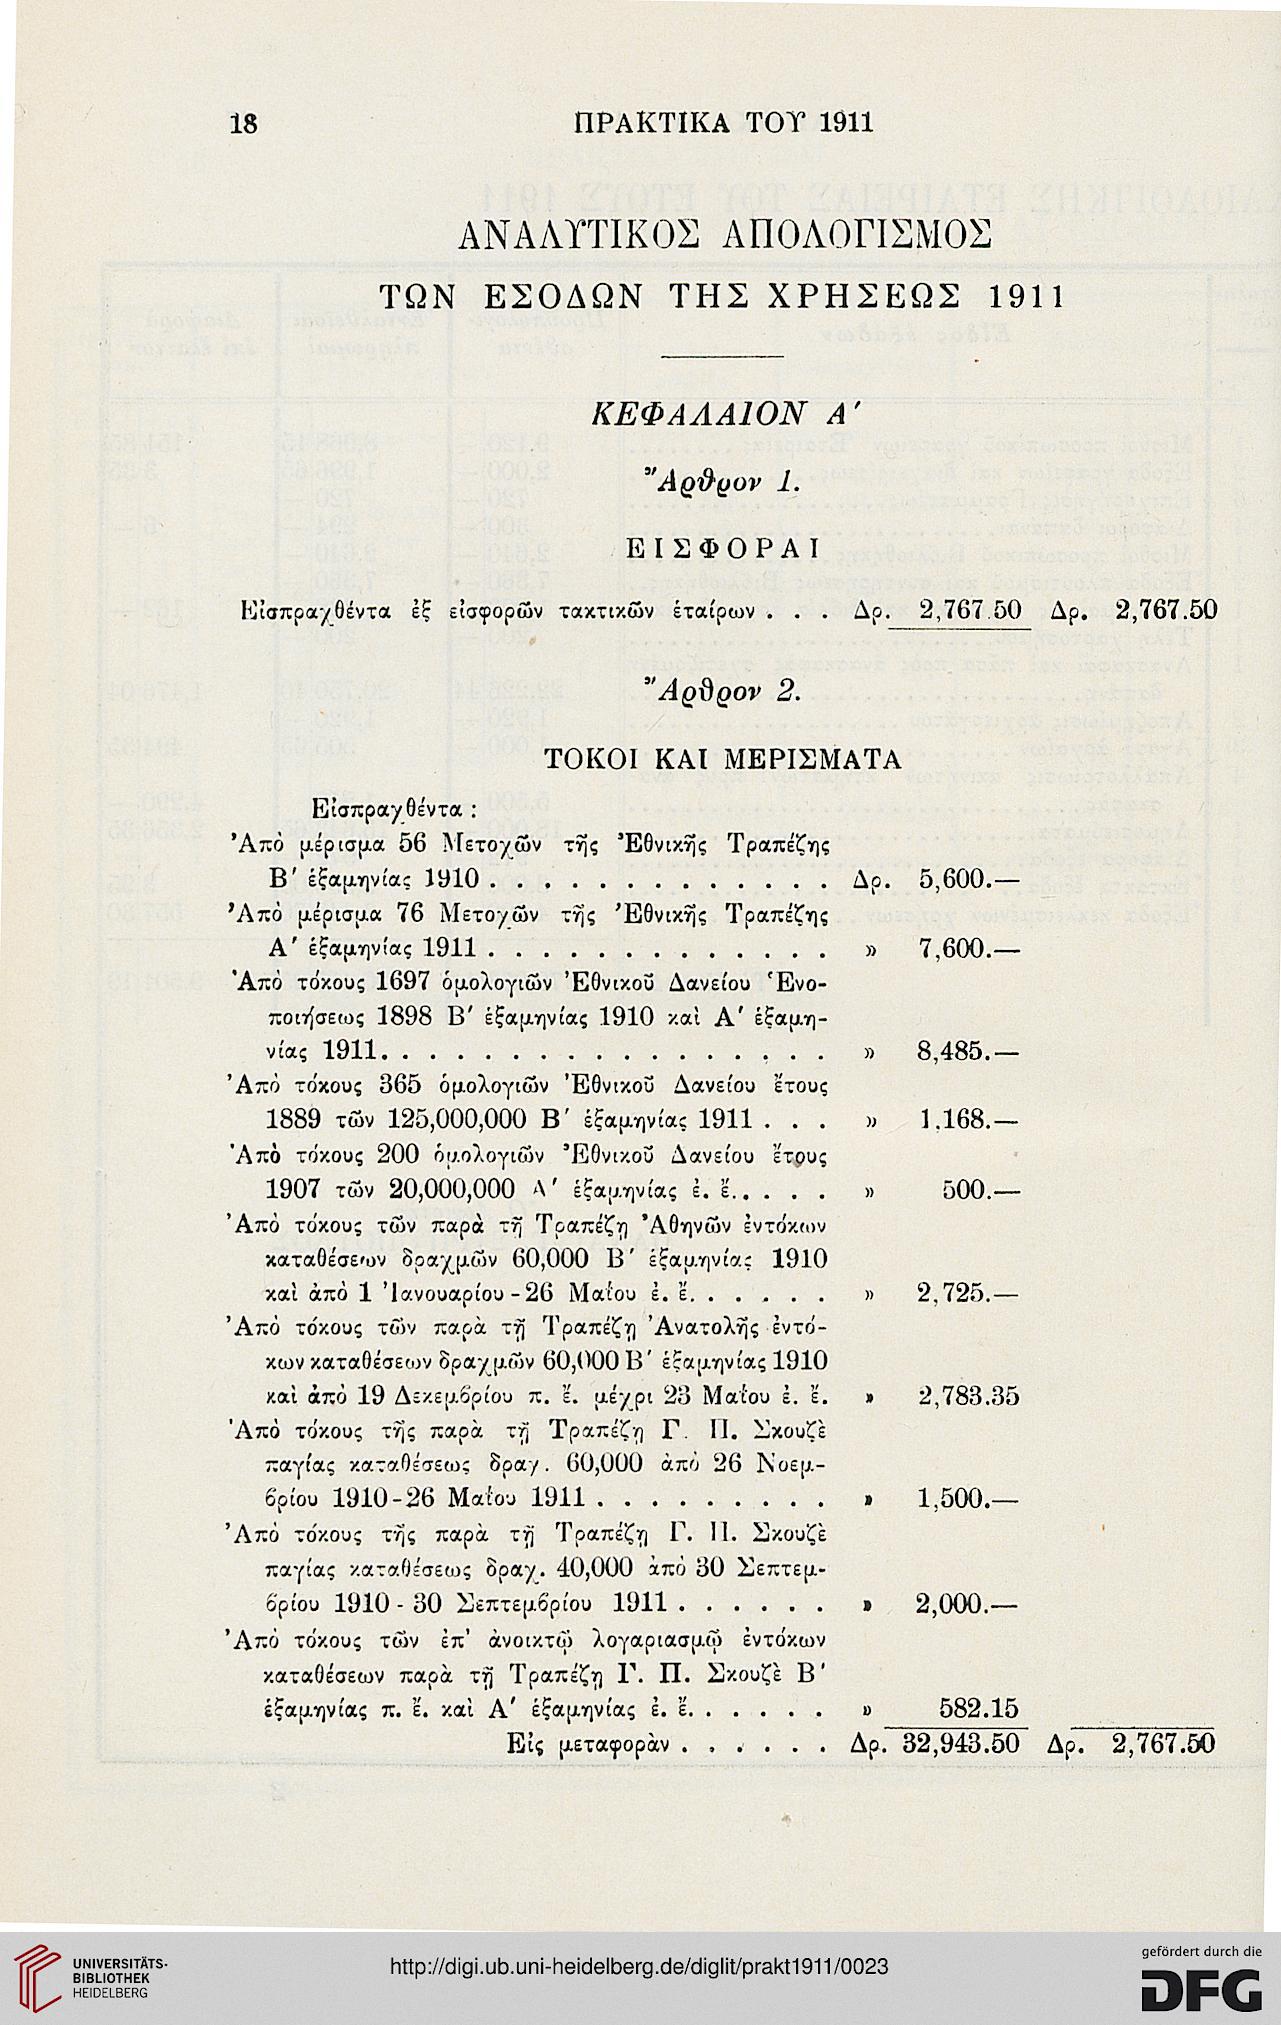 18 ΠΡΑΚΤΙΚΑ ΤΟΥ 1911
ΑΝΑΛΥΤΙΚΟΣ ΑΠΟΛΟΓΙΣΜΟΣ
ΤΩΝ ΕΣΟΔΩΝ ΤΗΣ ΧΡΗΣΕΩΣ 1911
ΚΕΦΑΛΑΙΟΝ Α'
Ἄρθρον 1.
ΕΙΣΦΟΡΑΙ
Εἰσπραχθέντα ἐξ εἰσφορῶν τακτικῶν ἑταίρων . . . Δρ. 2,767.50 Δρ. 2,767.50
Ἄρθρον 2.
ΤΟΚΟΙ ΚΑΙ ΜΕΡΙΣΜΑΤΑ
Εἰσπραχθέντα :
Ἀπὸ μέρισμα 56 Μετοχῶν τῆς Ἐθνικῆς Τραπέζης
Β' ἑξαμηνίας 1910 . . . . . . . . . . . . . Δρ. 5,600.—
Ἀπὸ μέρισμα 76 Μετοχῶν τῆς Ἐθνικῆς Τραπέζης
Α' ἑξαμηνίας 1911 . . . . . . . . . . . . . » 7,600.—
Ἀπὸ τόκους 1697 ὁμολογιῶν Ἐθνικοῦ Δανείου Ἑνο-
ποιήσεως 1898 Β' ἑξαμηνίας 1910 καὶ Α' ἑξαμη-
νίας 1911. . . . . . . . . . . . . . . . . » 8,485.—
Ἀπὸ τόκους 365 ὁμολογιῶν Ἐθνικοῦ Δανείου ἔτους
1889 τῶν 125,000,000 Β' ἑξαμηνίας 1911 . . . » 1,168.—
Ἀπὸ τόκους 200 ὁμολογιῶν Ἐθνικοῦ Δανείου ἔτους
1907 τῶν 20,000,000 Α' ἑξαμηνίας ἐ. ἔ. . . . . » 500.—
Ἀπὸ τόκους τῶν παρὰ τῇ Τραπέζῃ Ἀθηνῶν ἐντόκων
καταθέσεων δραχμῶν 60,000 Β' ἑξαμηνίας 1910
καὶ ἀπὸ 1 Ἰανουαρίου - 26 Μαΐου ἐ. ἔ. . . . . . » 2,725.—
Ἀπὸ τόκους τῶν παρὰ τῇ Τραπέζῃ Ἀνατολῆς ἐντό-
κων καταθέσεων δραχμῶν 60,000 Β' ἑξαμηνίας 1910
καὶ ἀπὸ 19 Δεκεμβρίου π. ἔ. μέχρι 23 Μαΐου ἐ. ἔ. » 2,783.35
Ἀπὸ τόκους τῆς παρὰ τῇ Τραπέζῃ Γ. Π. Σκουζὲ
παγίας καταθέσεως δραχ. 60,000 ἀπὸ 26 Νοεμ-
βρίου 1910 - 26 Μαΐου 1911 . . . . . . . . . » 1,500.—
Ἀπὸ τόκους τῆς παρὰ τῇ Τραπέζῃ Γ. Π. Σκουζὲ
παγίας καταθέσεως δραχ. 40,000 ἀπὸ 30 Σεπτεμ-
βρίου 1910 - 30 Σεπτεμβρίου 1911 . . . . . . » 2,000.—
Ἀπὸ τόκους τῶν ἐπ' ἀνοικτῷ λογαριασμῷ ἐντόκων
καταθέσεων παρὰ τῇ Τραπέζῃ Γ. Π. Σκουζὲ Β'
ἑξαμηνίας π. ἔ. καὶ Α' ἑξαμηνίας ἐ. ἔ. . . . . . » 582.15
Εἰς μεταφορὰν . . . . . . Δρ. 32,943.50 Δρ. 2,767.50
UNIVERSITÄTS-
BIBLIOTHEK
HEIDELBERG
http://digi.ub.uni-heidelberg.de/diglit/prakt1911/0023
gefördert durch die
DFG